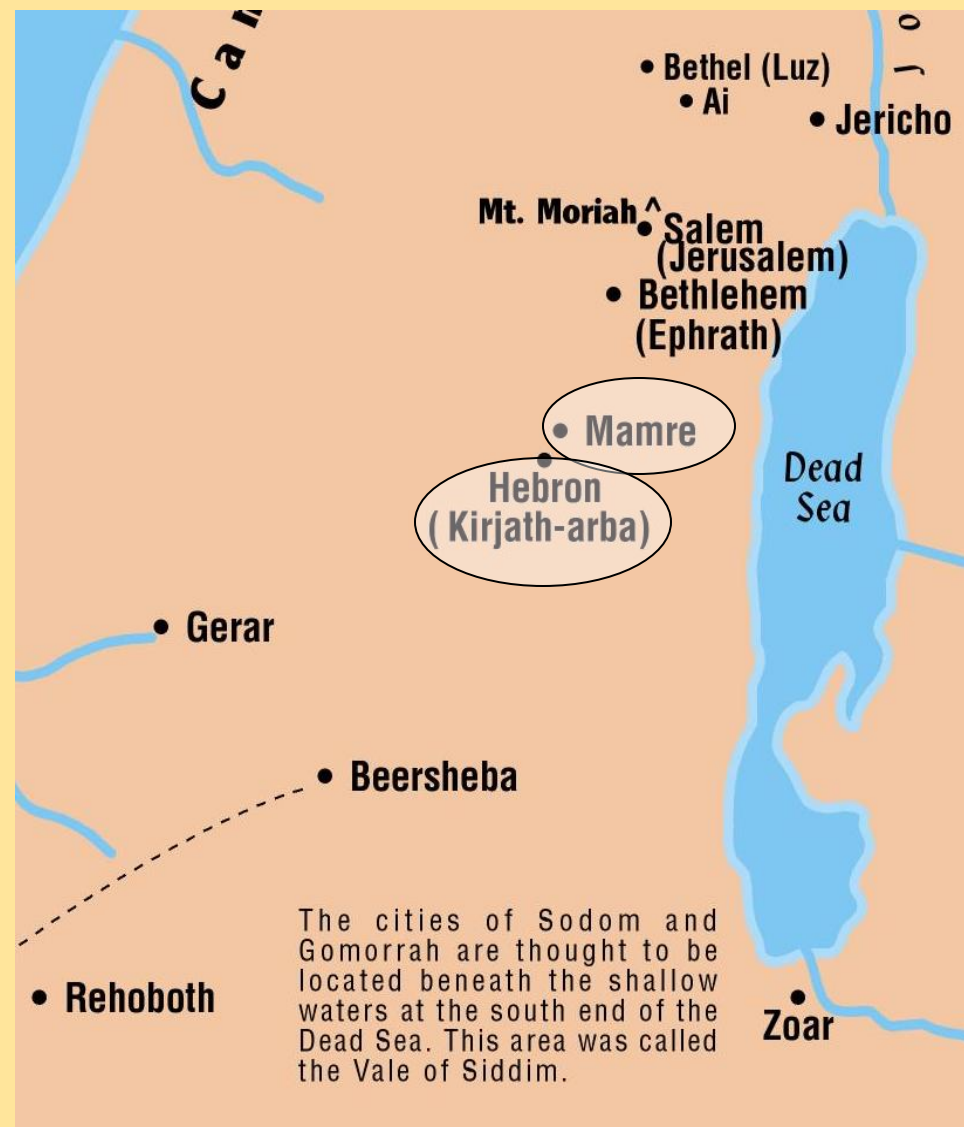 Can
Jo
Bethel (Luz)
Ai
Jericho
Mt. Moriah
Salem
(Jerusalem)
Bethlehem
(Ephrath)
Mamre
Hebron
( Kirjath-arba)
Dead
Sea
Gerar
Beersheba
The cities of Sodom and
Gomorrah are thought to be
located beneath the shallow
waters at the south end of the
Dead Sea. This area was called
the Vale of Siddim.
Rehoboth
Zoar